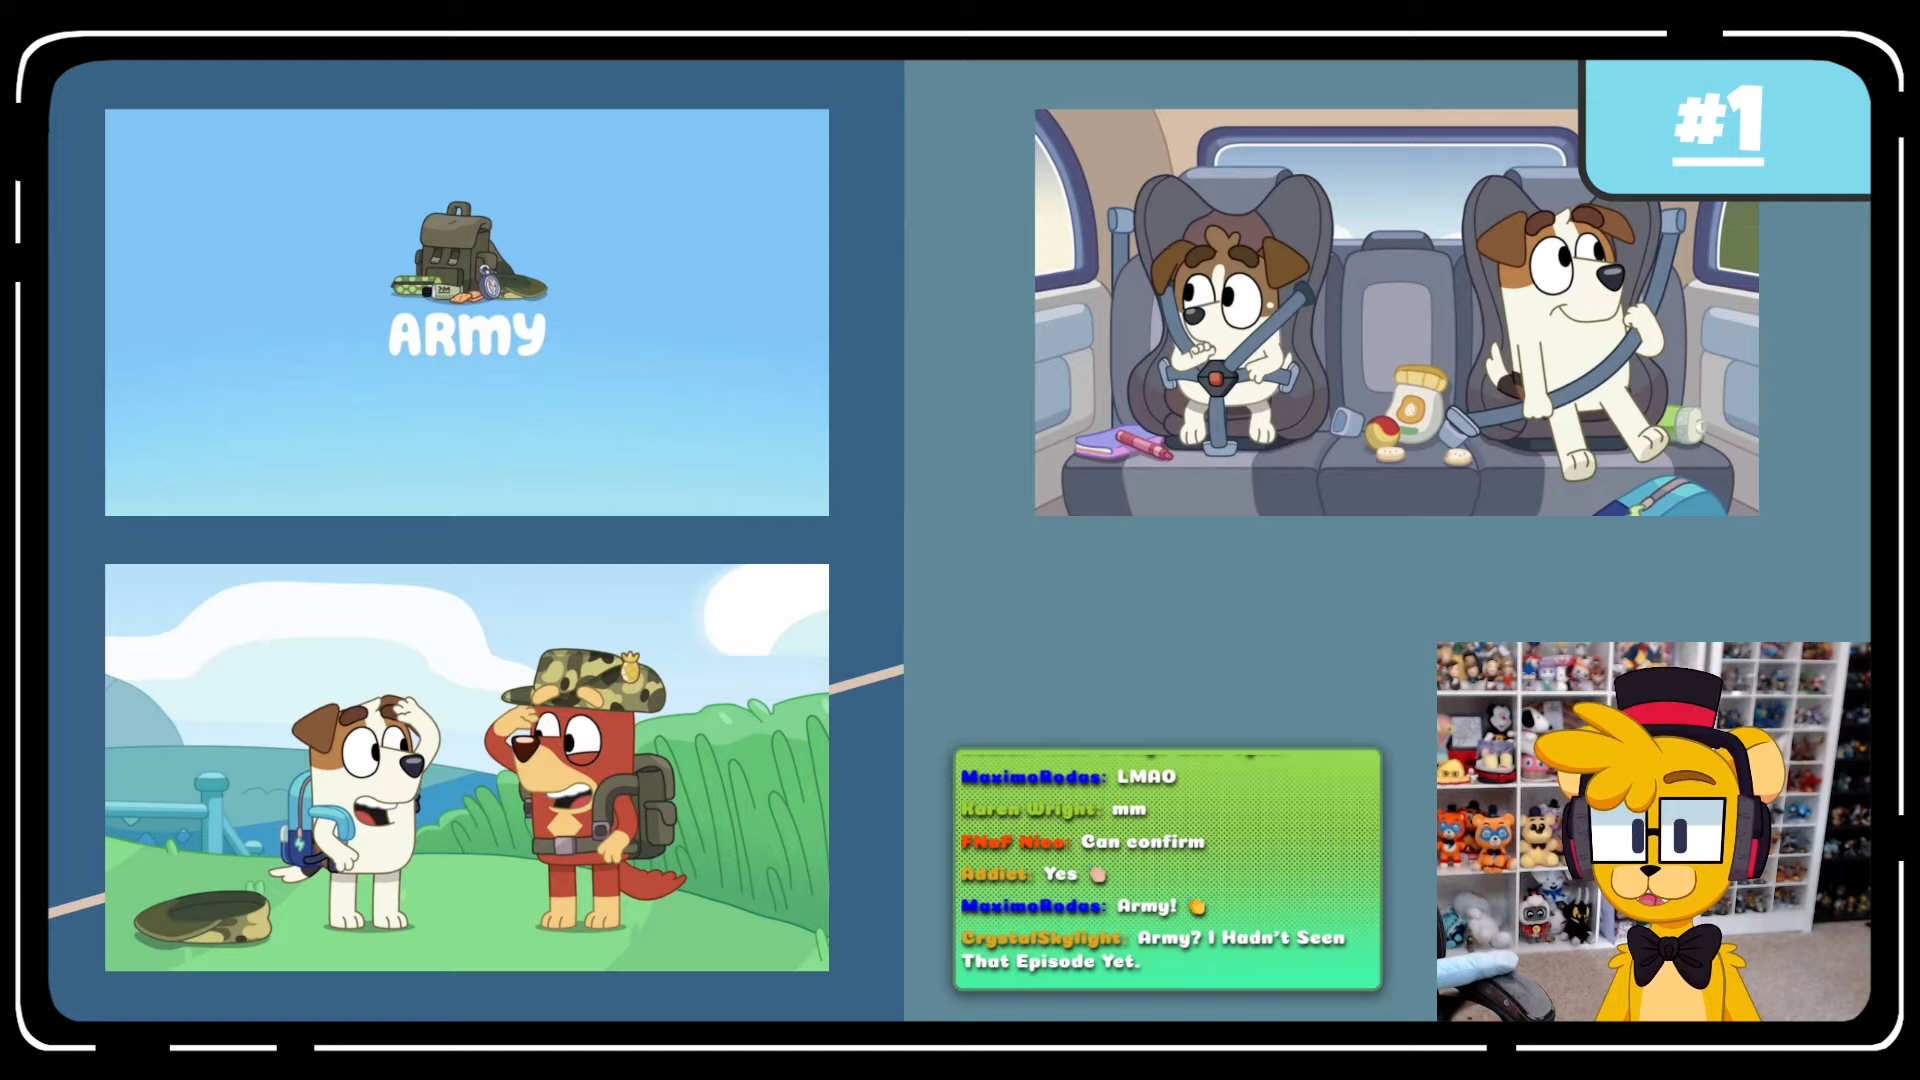 #1
ARMY
MaximoRodas: LMAO
Karen Wright: mm
FNaF Nico: Can confirm
Addict: Yes
MaximoRodas: Army!
CrystalSkylight: Army? I Hadn't Seen
That Episode Yet.